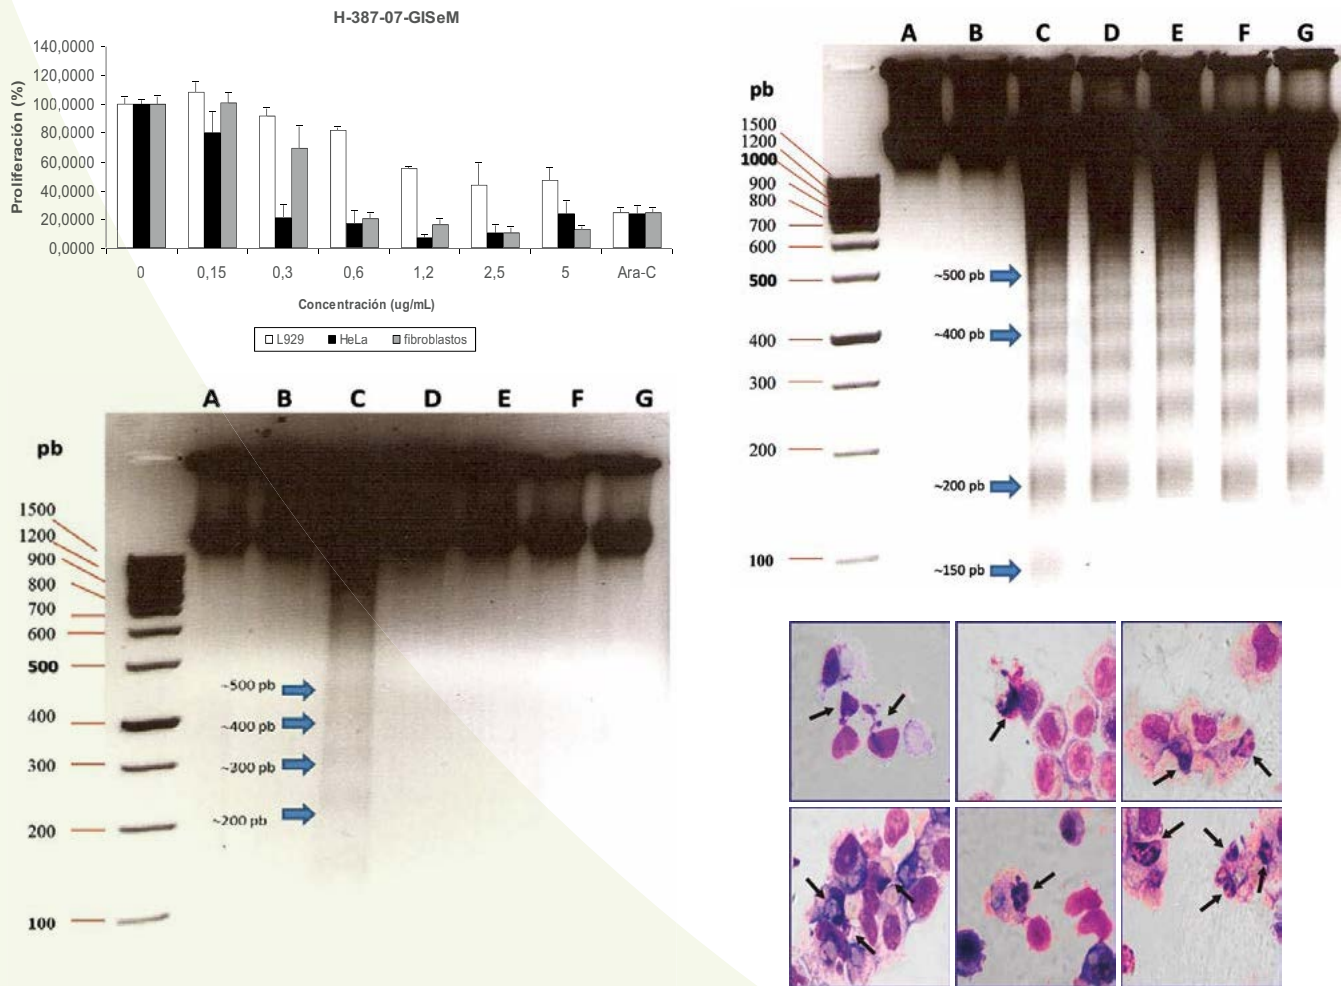 H-387-07-GISeM
Proliferación (%)
140,0000
120,0000
100,0000
80,0000
60,0000
40,0000
20,0000
0,0000
0 0,15 0,3 0,6 1,2 2,5 5 Ara-C
Concentración (ug/mL)
L929 HeLa fibroblastos
A B C D E F G
pb
1500
1200
1000
900
800
700
600
500
400
300
200
100
~500 pb
~400 pb
~200 pb
~150 pb
A B C D E F G
pb
1500
1200
900
800
700
600
500
400
300
200
100
~500 pb
~400 pb
~300 pb
~200 pb